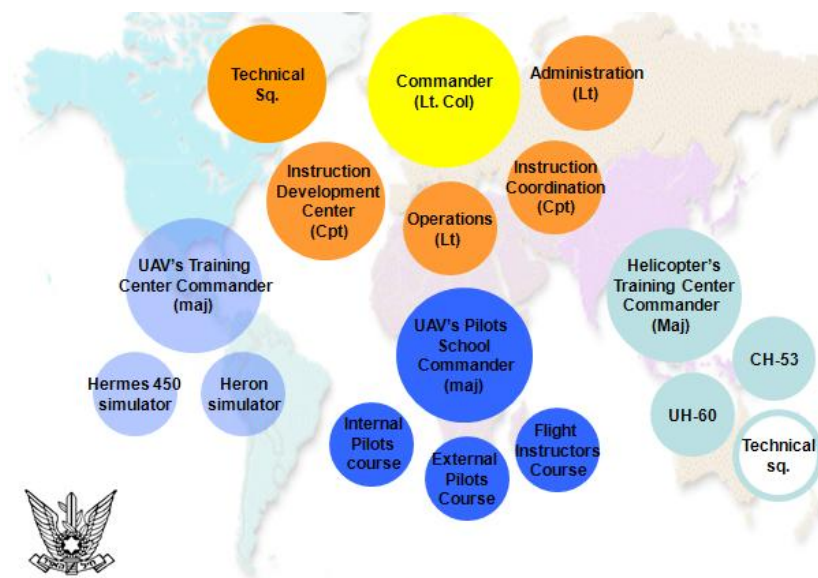 Technical
Sq.
Commander
(Lt. Col)
Administration
(Lt)
Instruction
Development
Center
(Cpt)
Operations
(Lt)
Instruction
Coordination
(Cpt)
UAV's Training
Center Commander
(maj)
Hermes 450
simulator
Heron
simulator
UAV's Pilots
School
Commander
(maj)
Internal
Pilots
course
External
Pilots
Course
Flight
Instructors
Course
Helicopter's
Training Center
Commander
(Maj)
CH-53
UH-60
Technical
sq.